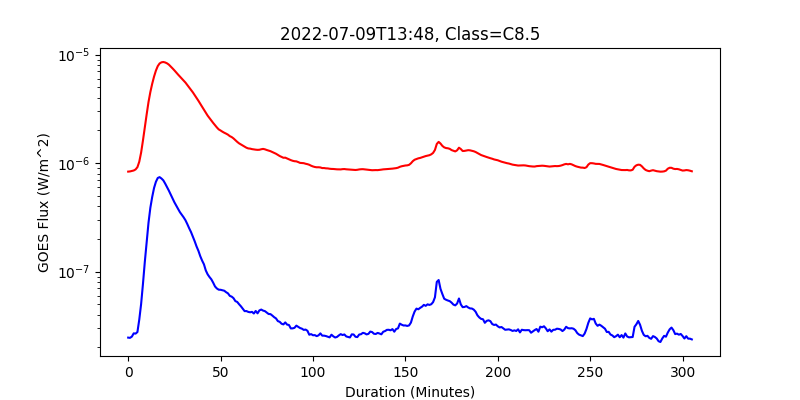 2022-07-09T13:48, Class=C8.5
GOES Flux (W/m^2)
10^-5
10^-6
10^-7
0 50 100 150 200 250 300
Duration (Minutes)